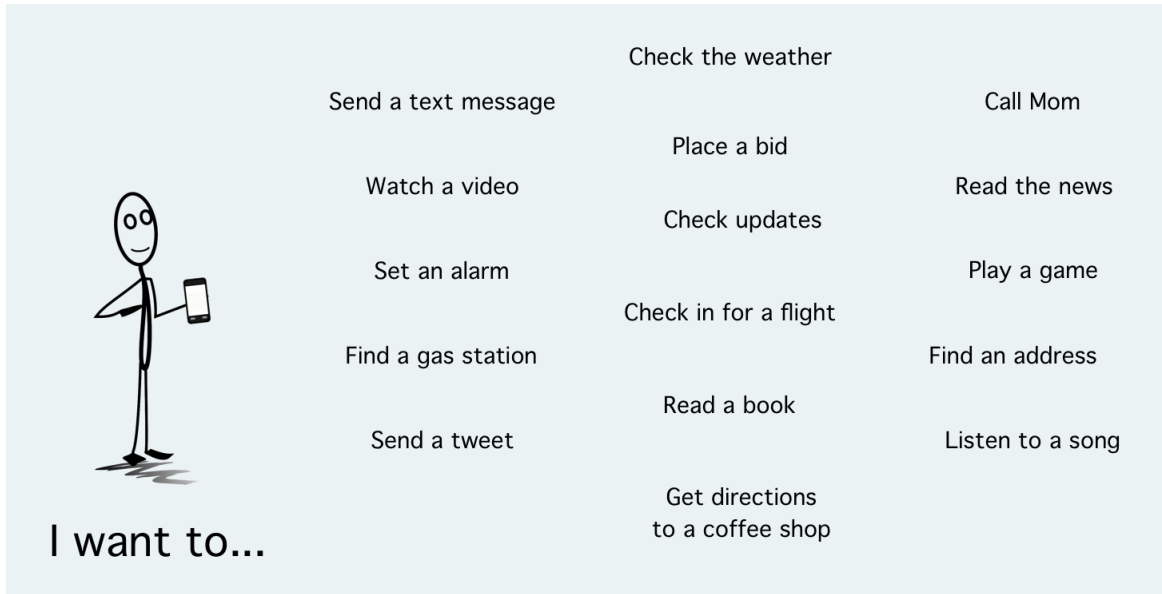 Check the weather
Send a text message
Call Mom
Place a bid
Watch a video
Read the news
Check updates
Set an alarm
Play a game
Check in for a flight
Find a gas station
Find an address
Read a book
Send a tweet
Listen to a song
Get directions
to a coffee shop
I want to...